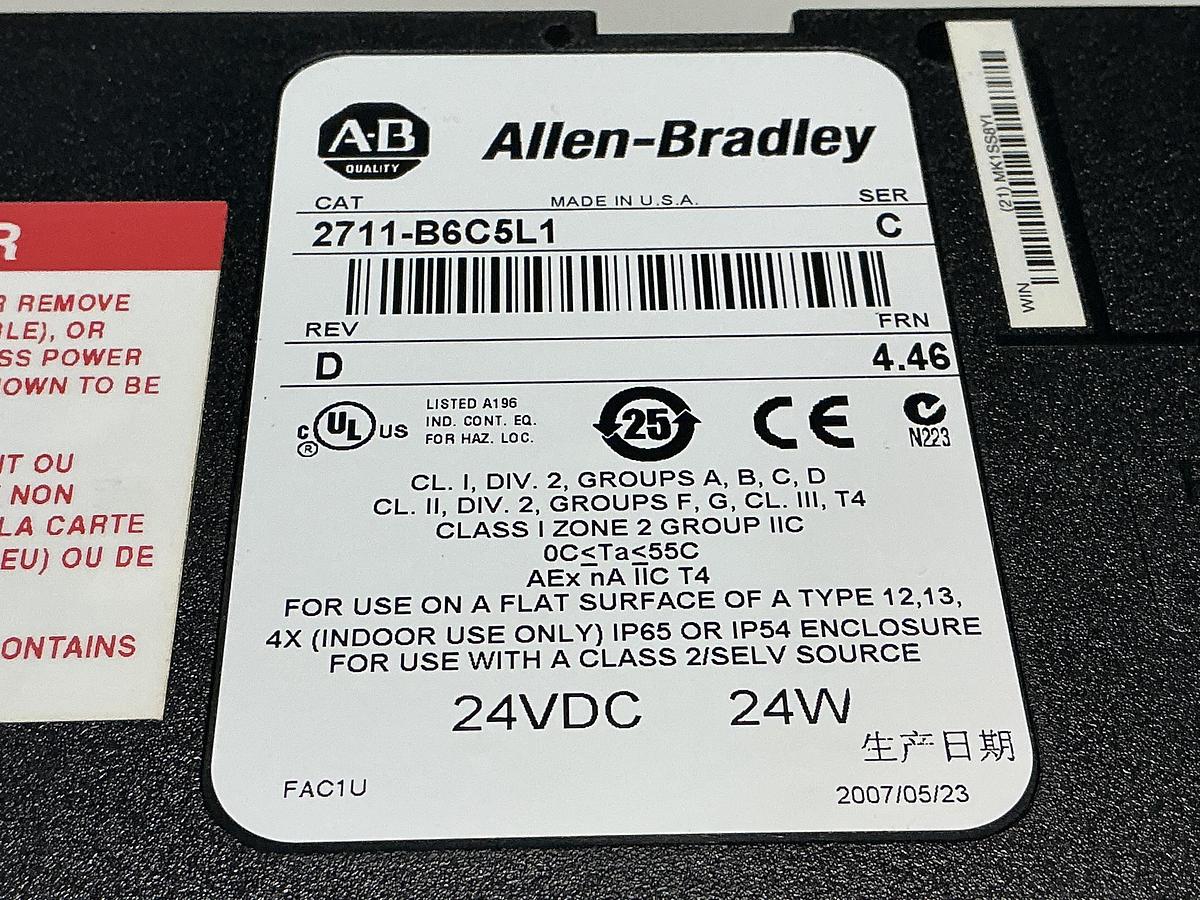 A·B
QUALITY
Allen-Bradley
CAT
MADE IN U.S.A.
SER
2711-B6C5L1
C
REV
FRN
D
4.46
C UL US
®
LISTED A196
IND. CONT. EQ.
FOR HAZ. LOC.
25
CE
N223
CL. I, DIV. 2, GROUPS A, B, C, D
CL. II, DIV. 2, GROUPS F, G, CL. III, T4
CLASS I ZONE 2 GROUP IIC
0C≤Ta≤55C
AEx nA IIC T4
FOR USE ON A FLAT SURFACE OF A TYPE 12,13,
4X (INDOOR USE ONLY) IP65 OR IP54 ENCLOSURE
FOR USE WITH A CLASS 2/SELV SOURCE
24VDC 24W
生产日期
FAC1U
2007/05/23
R
R REMOVE
BLE), OR
SS POWER
OWN TO BE
NT OU
NON
LA CARTE
EU) OU DE
ONTAINS
WIN
(21) MK1SS8YI